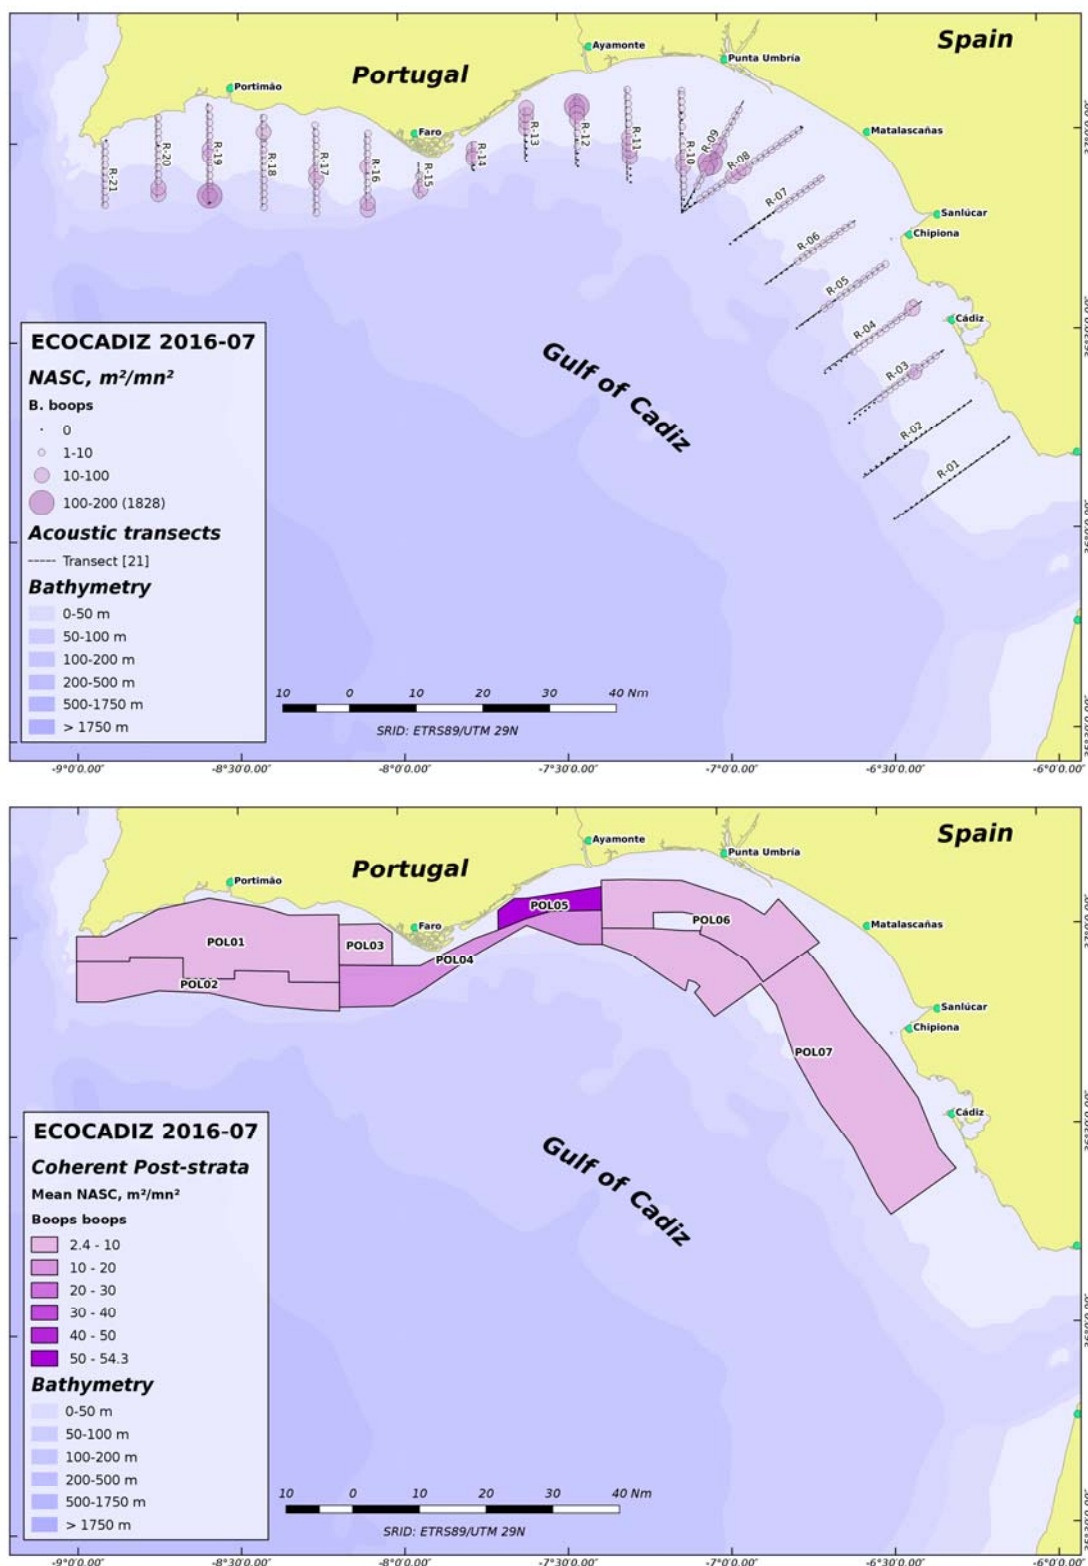 Spain
Portugal
Ayamonte
Punta Umbría
Portimão
Faro
Matalascañas
Sanlúcar
Chipiona
Cádiz
R-21
R-20
R-19
R-18
R-17
R-16
R-15
R-14
R-13
R-12
R-11
R-10
R-09
R-08
R-07
R-06
R-05
R-04
R-03
R-02
R-01
Gulf of Cadiz
ECOCADIZ 2016-07
NASC, m²/mn²
B. boops
0
1-10
10-100
100-200 (1828)
Acoustic transects
Transect [21]
Bathymetry
0-50 m
50-100 m
100-200 m
200-500 m
500-1750 m
> 1750 m
10 0 10 20 30 40 Nm
SRID: ETRS89/UTM 29N
-9°0'0.00" -8°30'0.00" -8°0'0.00" -7°30'0.00" -7°0'0.00" -6°30'0.00" -6°0'0.00"
Spain
Portugal
Ayamonte
Punta Umbría
Portimão
Faro
Matalascañas
Sanlúcar
Chipiona
Cádiz
POL01
POL02
POL03
POL04
POL05
POL06
POL07
Gulf of Cadiz
ECOCADIZ 2016-07
Coherent Post-strata
Mean NASC, m²/mn²
Boops boops
2.4 - 10
10 - 20
20 - 30
30 - 40
40 - 50
50 - 54.3
Bathymetry
0-50 m
50-100 m
100-200 m
200-500 m
500-1750 m
> 1750 m
10 0 10 20 30 40 Nm
SRID: ETRS89/UTM 29N
-9°0'0.00" -8°30'0.00" -8°0'0.00" -7°30'0.00" -7°0'0.00" -6°30'0.00" -6°0'0.00"